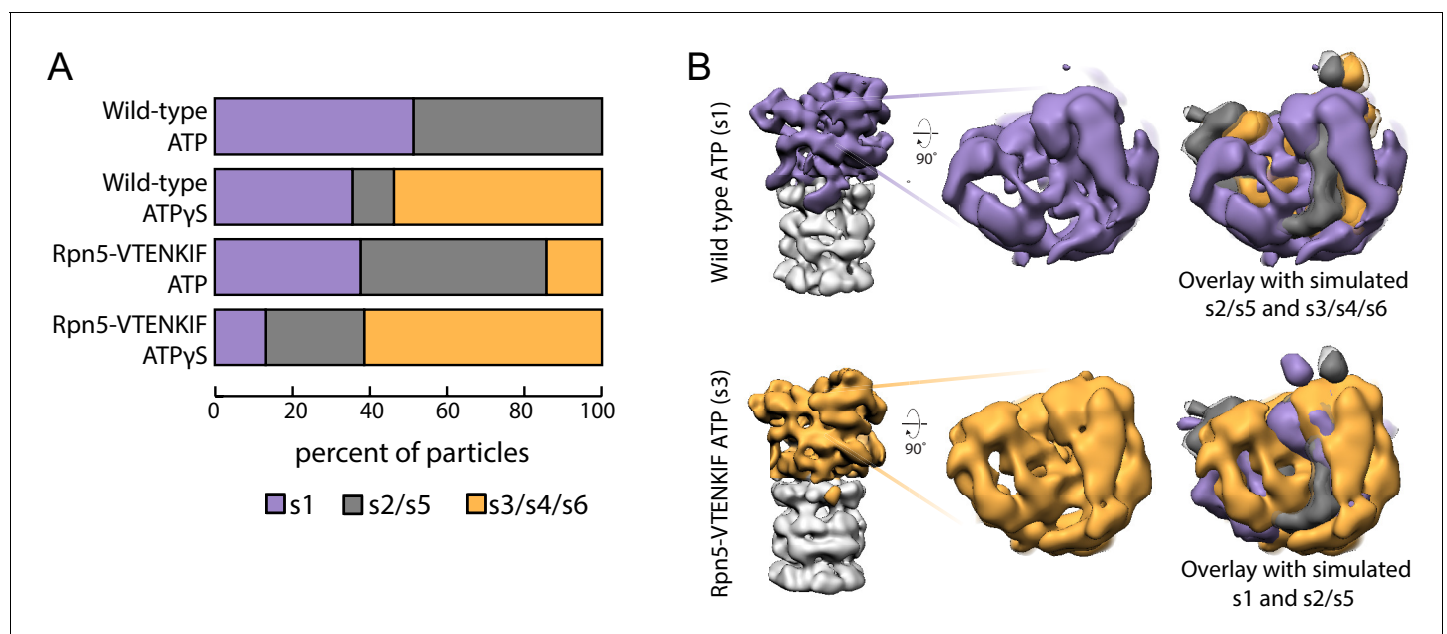 A
Wild-type
ATP
Wild-type
ATPγS
Rpn5-VTENKIF
ATP
Rpn5-VTENKIF
ATPγS
0 20 40 60 80 100
percent of particles
s1 s2/s5 s3/s4/s6
B
Wild type ATP (s1)
90°
Overlay with simulated
s2/s5 and s3/s4/s6
Rpn5-VTENKIF ATP (s3)
90°
Overlay with simulated
s1 and s2/s5